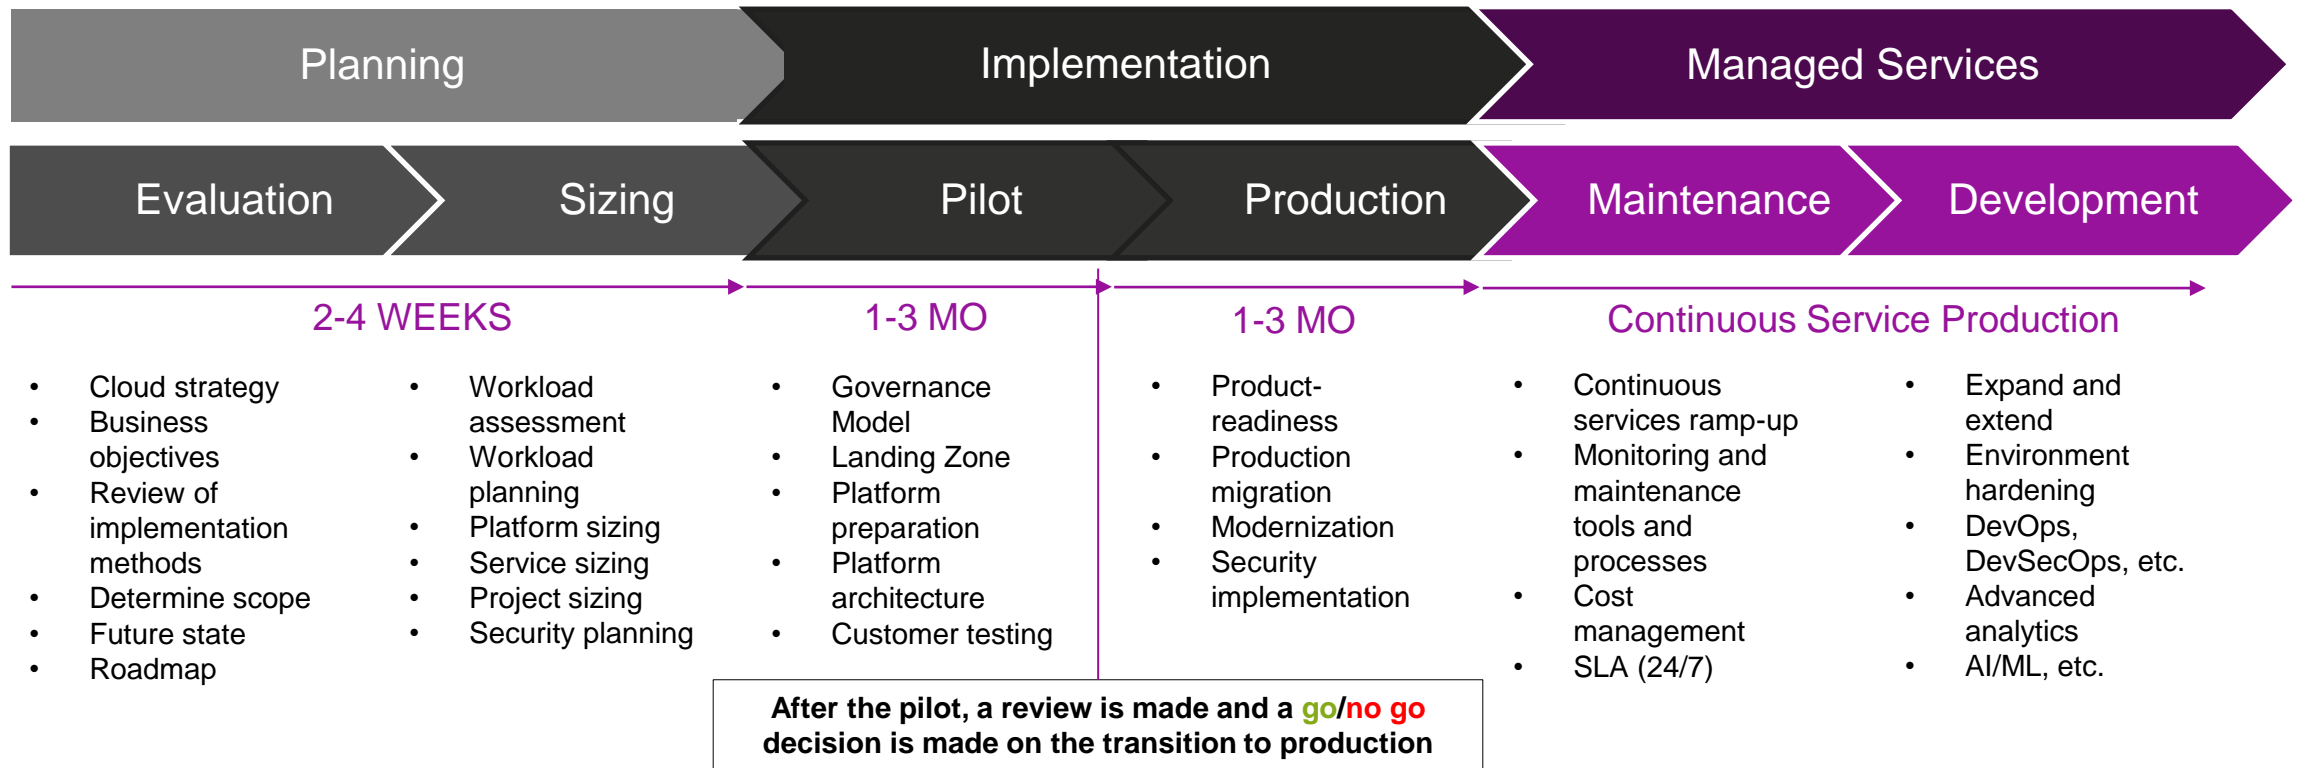 Planning
Implementation
Managed Services
Evaluation
Sizing
Pilot
Production
Maintenance
Development
2-4 WEEKS
1-3 MO
1-3 MO
Continuous Service Production
• Cloud strategy
• Business
objectives
• Review of
implementation
methods
• Determine scope
• Future state
• Roadmap
• Workload
assessment
• Workload
planning
• Platform sizing
• Service sizing
• Project sizing
• Security planning
• Governance
Model
• Landing Zone
• Platform
preparation
• Platform
architecture
• Customer testing
• Product-
readiness
• Production
migration
• Modernization
• Security
implementation
• Continuous
services ramp-up
• Monitoring and
maintenance
tools and
processes
• Cost
management
• SLA (24/7)
• Expand and
extend
• Environment
hardening
• DevOps,
DevSecOps, etc.
• Advanced
analytics
• AI/ML, etc.
After the pilot, a review is made and a go/no go
decision is made on the transition to production